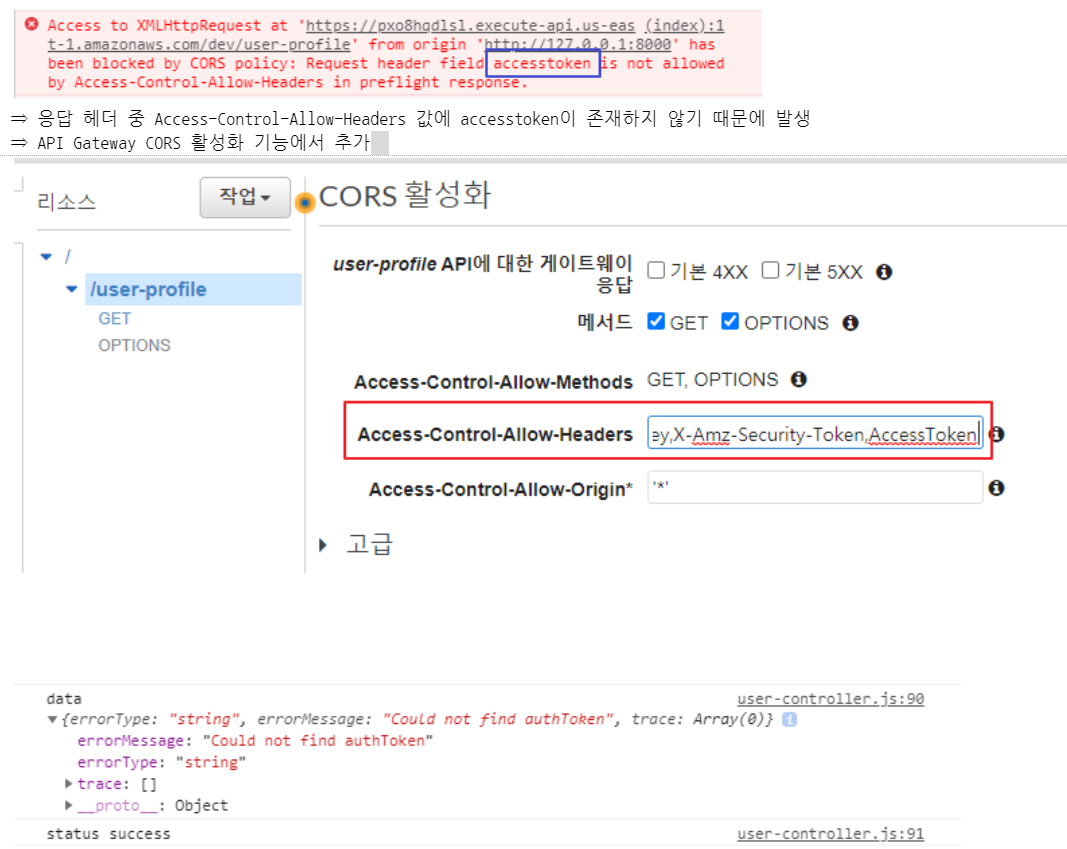 Access to XMLHttpRequest at 'https://pxo8hqdlsl.execute-api.us-eas (index):1
t-1.amazonaws.com/dev/user-profile' from origin 'http://127.0.0.1:8000' has
been blocked by CORS policy: Request header field accesstoken is not allowed
by Access-Control-Allow-Headers in preflight response.
⇒ 응답 헤더 중 Access-Control-Allow-Headers 값에 accesstoken이 존재하지 않기 때문에 발생
⇒ API Gateway CORS 활성화 기능에서 추가
리소스
작업
/
/user-profile
GET
OPTIONS
CORS 활성화
user-profile API에 대한 게이트웨이 응답 기본 4XX 기본 5XX
메서드 GET OPTIONS
Access-Control-Allow-Methods GET, OPTIONS
Access-Control-Allow-Headers ey,X-Amz-Security-Token,AccessToken
Access-Control-Allow-Origin* '*'
고급
data user-controller.js:90
{errorType: "string", errorMessage: "Could not find authToken", trace: Array(0)}
errorMessage: "Could not find authToken"
errorType: "string"
trace: []
__proto__: Object
status success user-controller.js:91